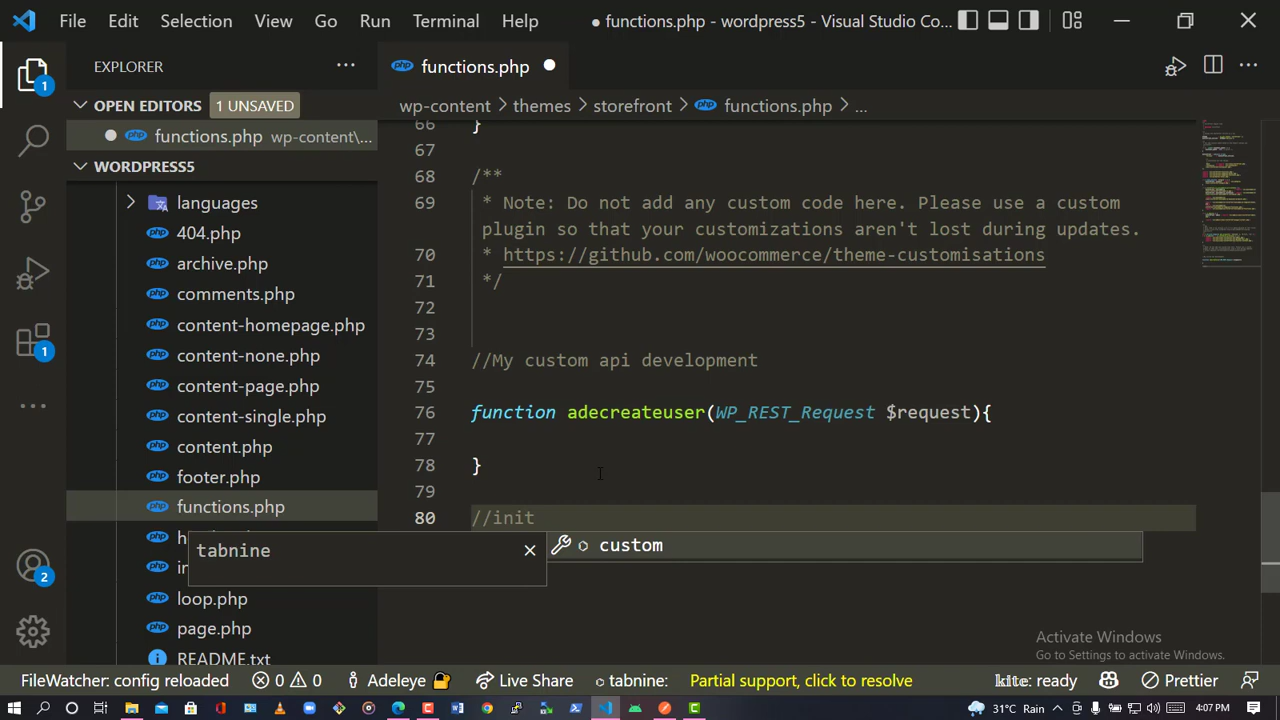 File Edit Selection View Go Run Terminal Help ● functions.php - wordpress5 - Visual Studio Co...
EXPLORER ...
functions.php
1
OPEN EDITORS 1 UNSAVED
wp-content > themes > storefront > functions.php > ...
functions.php wp-content\...
WORDPRESS5
languages
404.php
archive.php
comments.php
content-homepage.php
content-none.php
content-page.php
content-single.php
content.php
footer.php
functions.php
loop.php
page.php
README.txt
1
2
66 }
67
68 /**
69 * Note: Do not add any custom code here. Please use a custom
plugin so that your customizations aren't lost during updates.
70 * https://github.com/woocommerce/theme-customisations
71 */
72
73
74 //My custom api development
75
76 function adecreateuser(WP_REST_Request $request){
77
78 }
79
80 //init
tabnine
custom
Activate Windows
Go to Settings to activate Windows.
FileWatcher: config reloaded 0 0 Adeleye Live Share tabnine: Partial support, click to resolve kite: ready Prettier
31°C Rain 4:07 PM